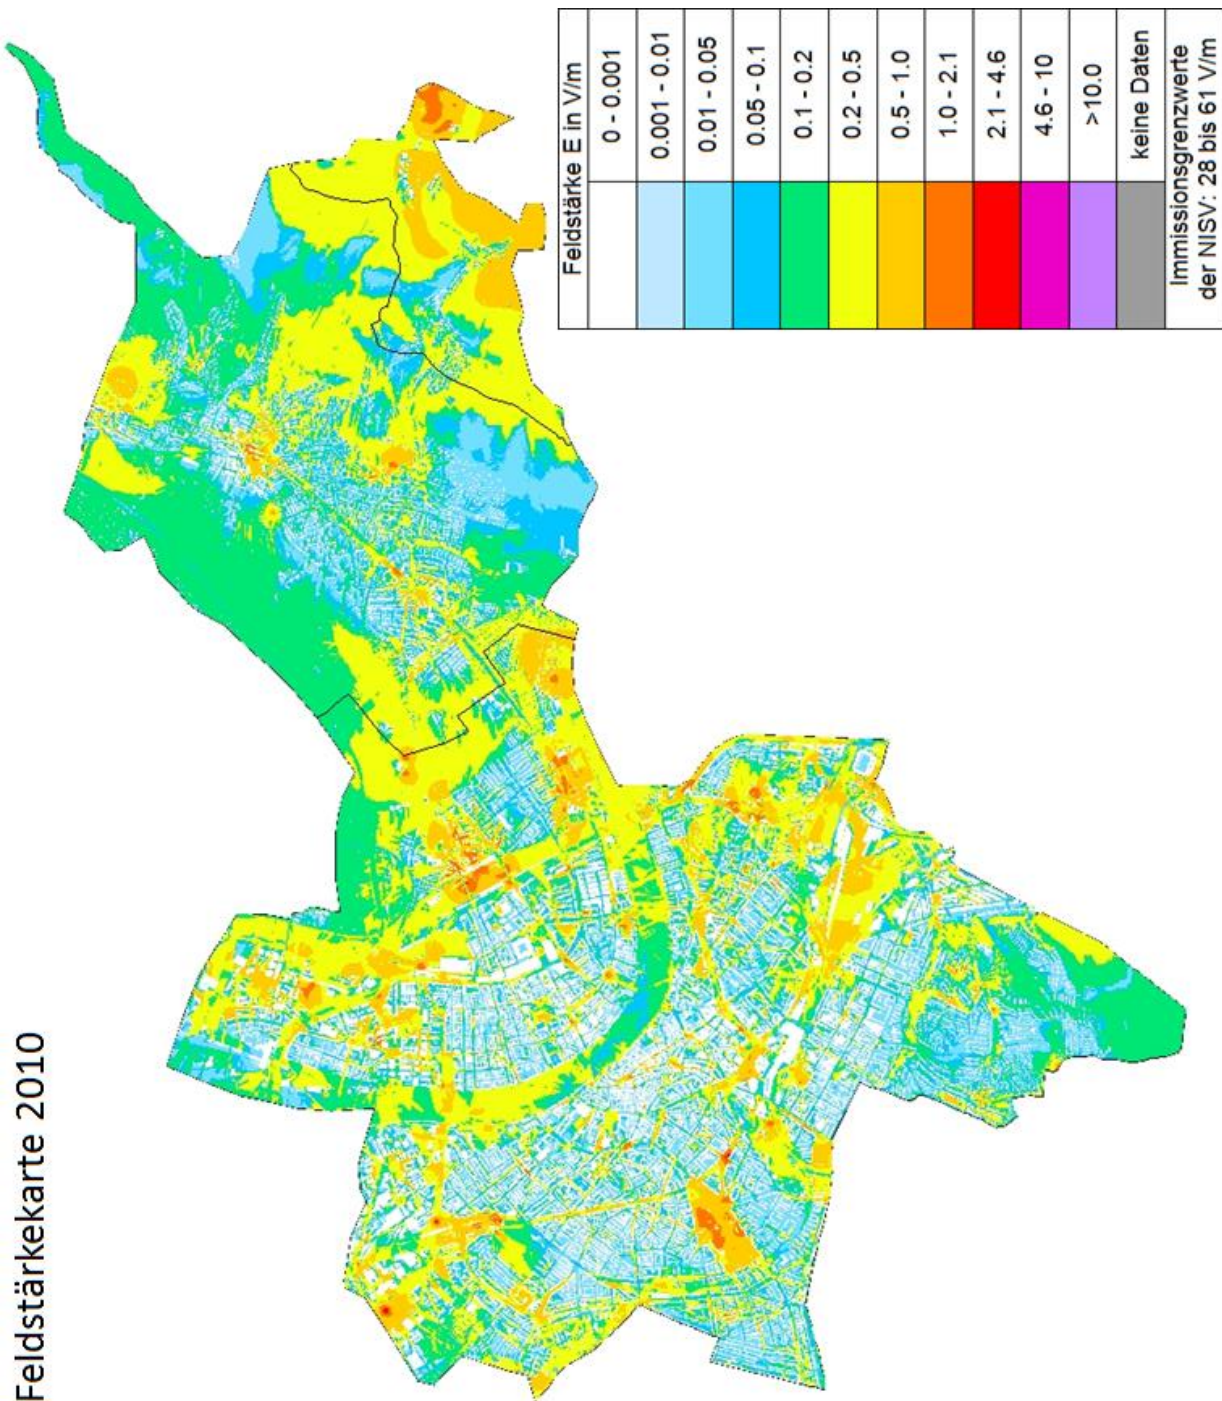 Feldstärkekarte 2010
Feldstärke E in V/m
0 - 0.001
0.001 - 0.01
0.01 - 0.05
0.05 - 0.1
0.1 - 0.2
0.2 - 0.5
0.5 - 1.0
1.0 - 2.1
2.1 - 4.6
4.6 - 10
>10.0
keine Daten
Immissionsgrenzwerte
der NISV: 28 bis 61 V/m